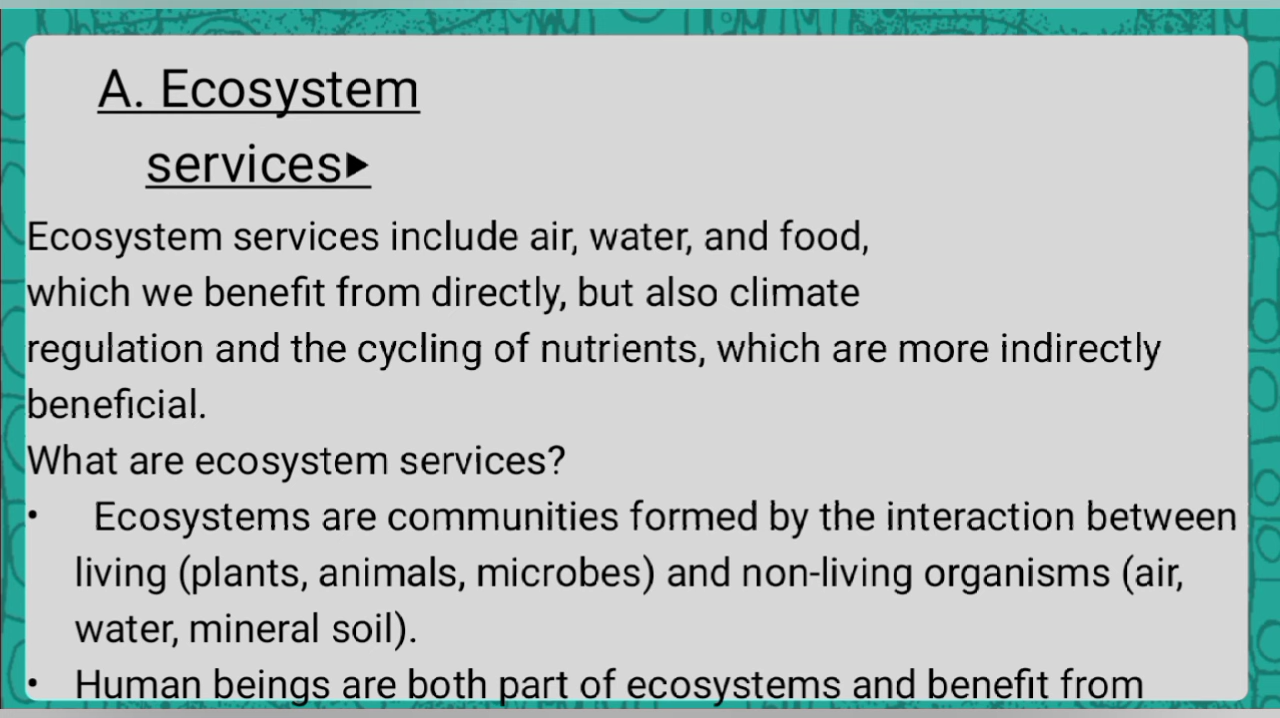 A. Ecosystem
services▶
Ecosystem services include air, water, and food,
which we benefit from directly, but also climate
regulation and the cycling of nutrients, which are more indirectly
beneficial.
What are ecosystem services?
• Ecosystems are communities formed by the interaction between
living (plants, animals, microbes) and non-living organisms (air,
water, mineral soil).
• Human beings are both part of ecosystems and benefit from